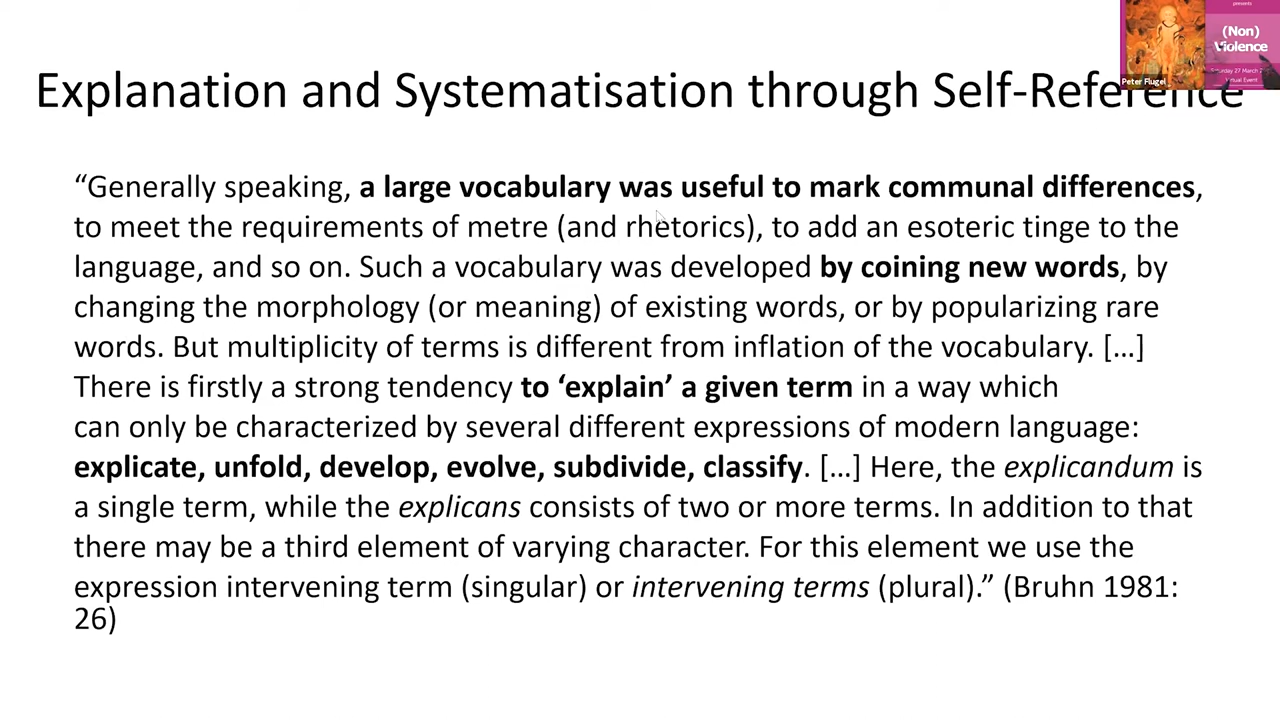 presents
(Non)
Violence
Saturday 27 March
Virtual Event
Peter Flugel
Explanation and Systematisation through Self-Reference
“Generally speaking, a large vocabulary was useful to mark communal differences,
to meet the requirements of metre (and rhetorics), to add an esoteric tinge to the
language, and so on. Such a vocabulary was developed by coining new words, by
changing the morphology (or meaning) of existing words, or by popularizing rare
words. But multiplicity of terms is different from inflation of the vocabulary. […]
There is firstly a strong tendency to ‘explain’ a given term in a way which
can only be characterized by several different expressions of modern language:
explicate, unfold, develop, evolve, subdivide, classify. […] Here, the explicandum is
a single term, while the explicans consists of two or more terms. In addition to that
there may be a third element of varying character. For this element we use the
expression intervening term (singular) or intervening terms (plural).” (Bruhn 1981:
26)